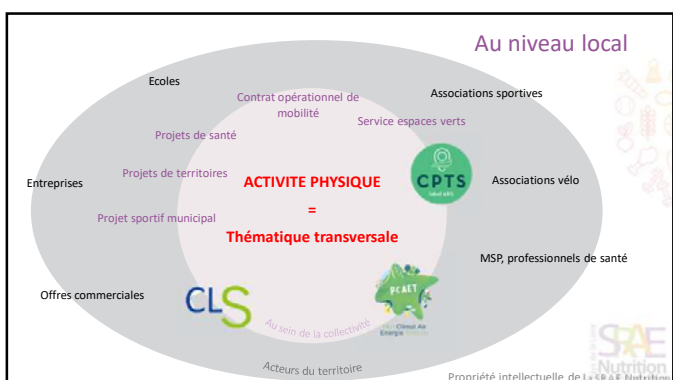 Au niveau local
Ecoles
Contrat opérationnel de
mobilité
Associations sportives
Service espaces verts
Projets de santé
Projets de territoires
Entreprises
ACTIVITE PHYSIQUE
=
Thématique transversale
CPTS
Associations vélo
Projet sportif municipal
MSP, professionnels de santé
Offres commerciales
CLS
PCAET
Climat Air
Au sein de la collectivité
Acteurs du territoire
SRAE
Nutrition
Propriété intellectuelle de La SRAE Nutrition